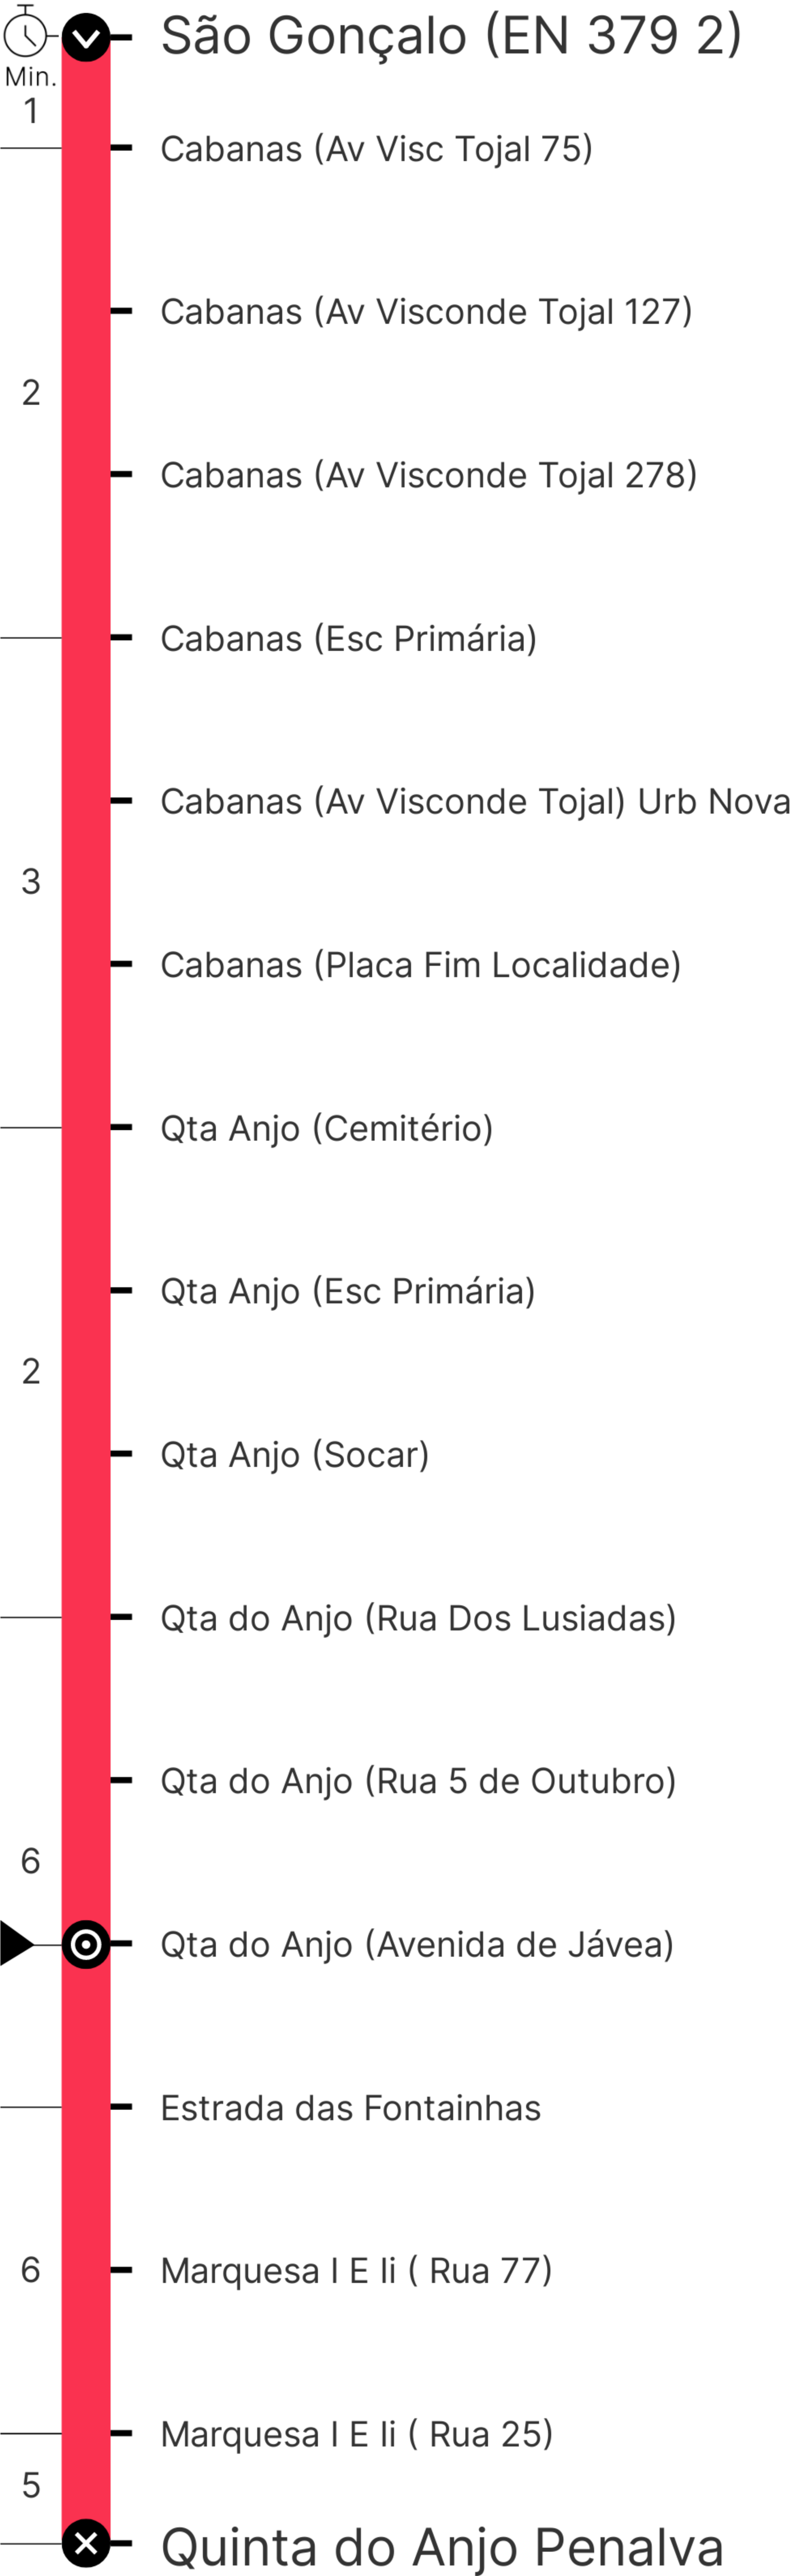 São Gonçalo (EN 379 2)
Min.
1
Cabanas (Av Visc Tojal 75)
Cabanas (Av Visconde Tojal 127)
2
Cabanas (Av Visconde Tojal 278)
Cabanas (Esc Primária)
Cabanas (Av Visconde Tojal) Urb Nova
3
Cabanas (Placa Fim Localidade)
Qta Anjo (Cemitério)
Qta Anjo (Esc Primária)
2
Qta Anjo (Socar)
Qta do Anjo (Rua Dos Lusiadas)
Qta do Anjo (Rua 5 de Outubro)
6
Qta do Anjo (Avenida de Jávea)
Estrada das Fontainhas
6 Marquesa I E Ii ( Rua 77)
Marquesa I E Ii ( Rua 25)
5
Quinta do Anjo Penalva